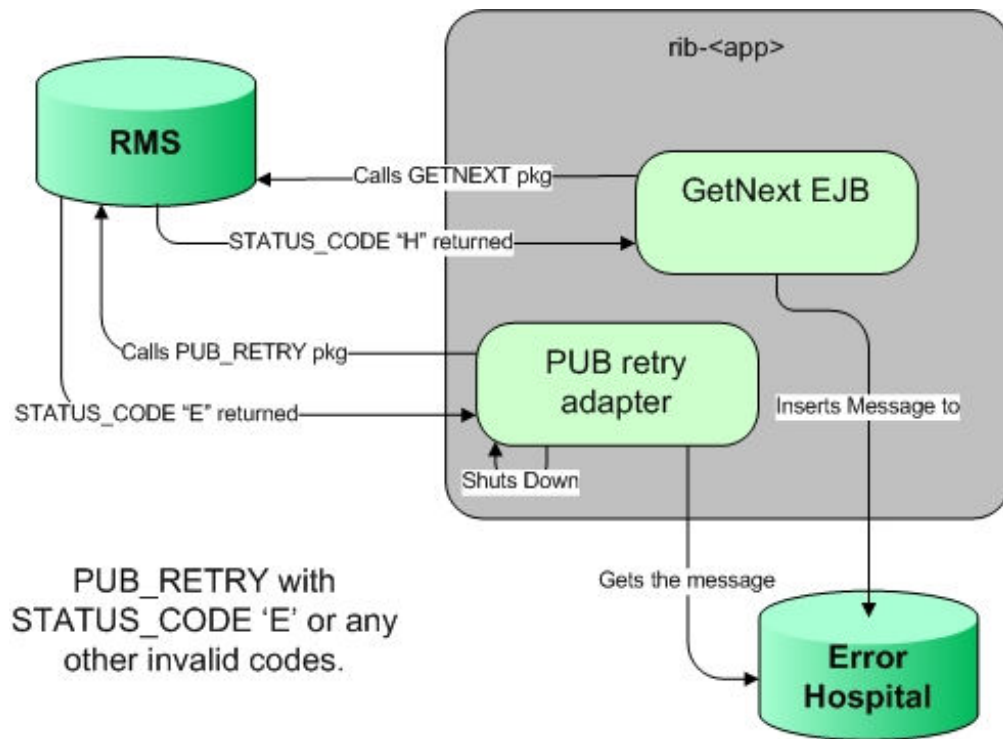 rib-<app>
RMS
Calls GETNEXT pkg
GetNext EJB
STATUS_CODE “H” returned
Calls PUB_RETRY pkg
PUB retry
adapter
STATUS_CODE “E” returned
Inserts Message to
Shuts Down
Gets the message
PUB_RETRY with
STATUS_CODE ‘E’ or any
other invalid codes.
Error
Hospital